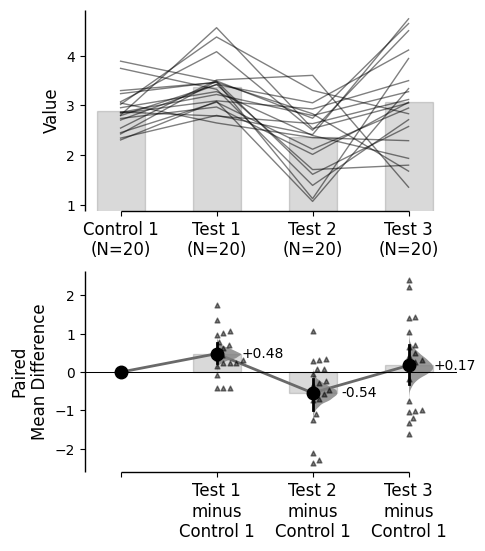 4
3
2
1
Value
Control 1 Test 1 Test 2 Test 3
(N=20) (N=20) (N=20) (N=20)
2
1
0
−1
−2
Paired
Mean Difference
+0.48
-0.54
+0.17
Test 1 Test 2 Test 3
minus minus minus
Control 1 Control 1 Control 1